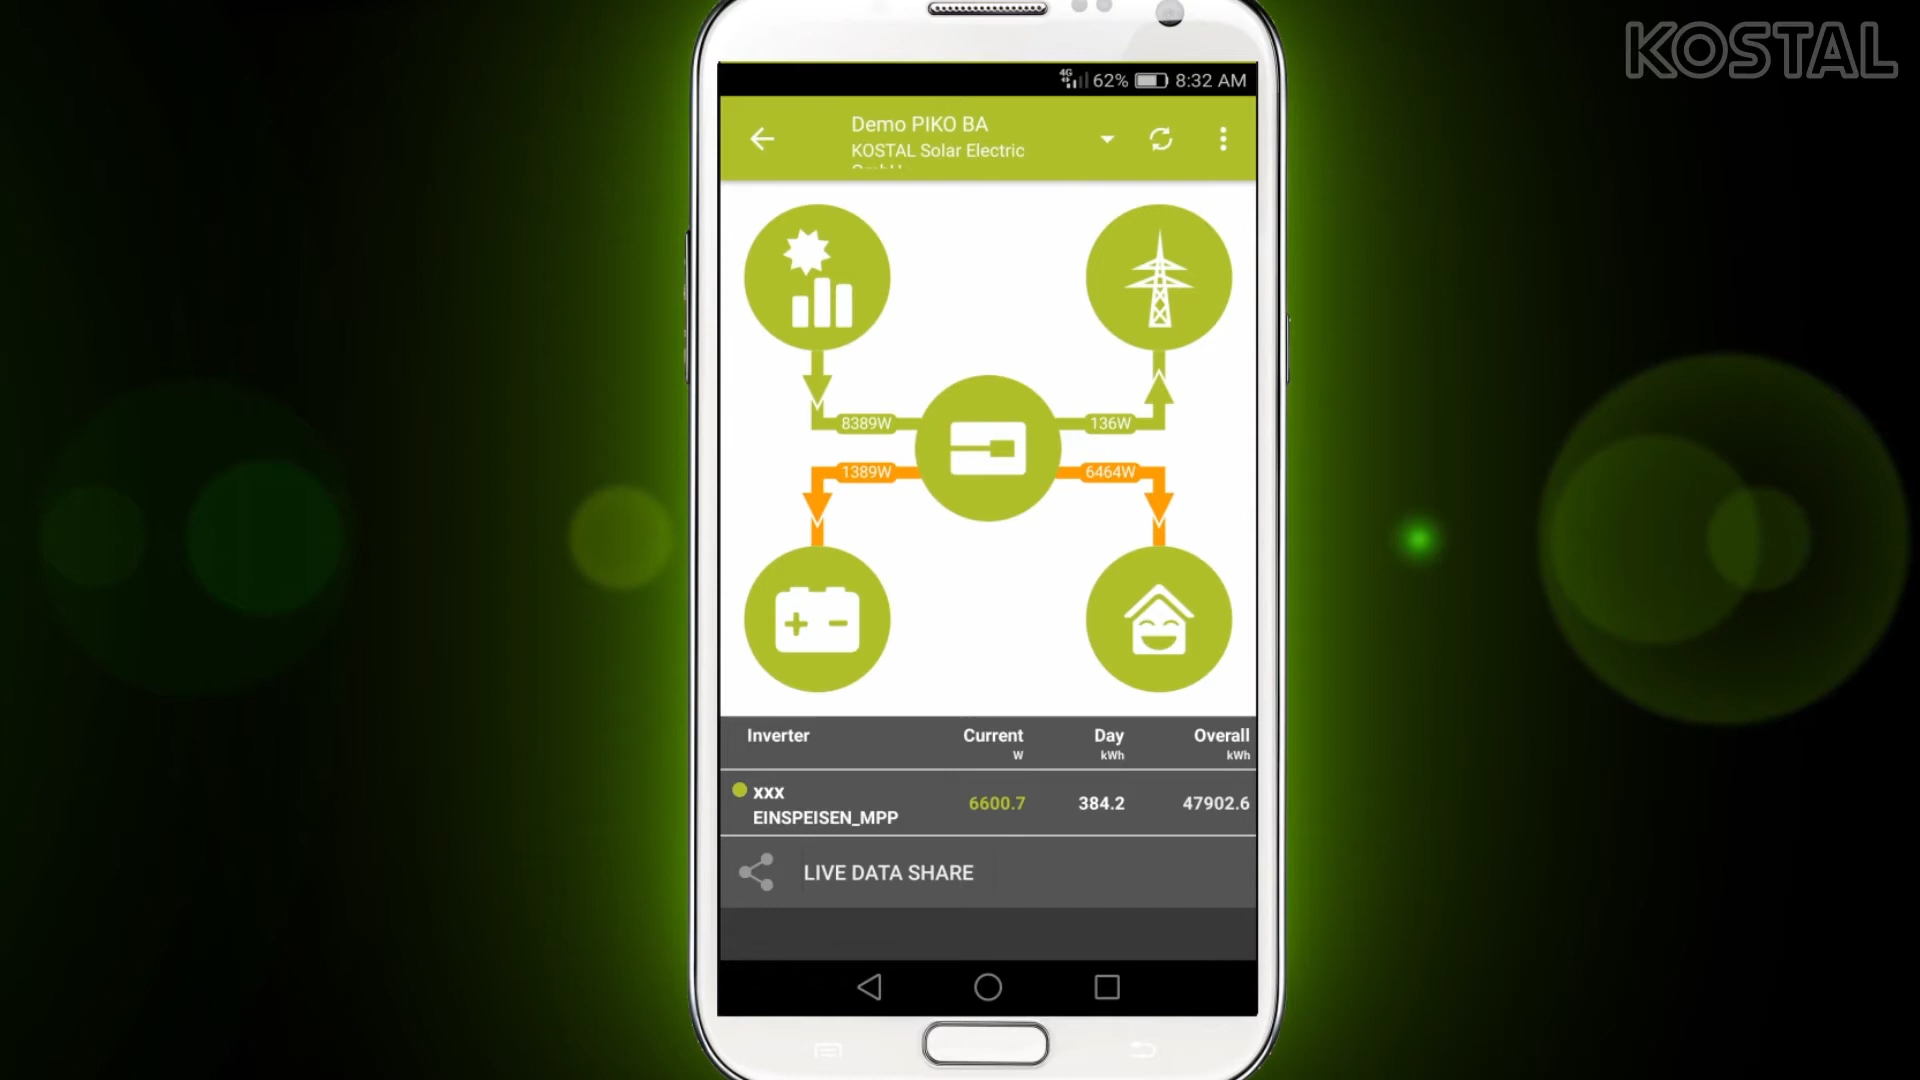 KOSTAL
4G 62% 8:32 AM
Demo PIKO BA
KOSTAL Solar Electric
8389W
136W
1389W
6464W
Inverter Current Day Overall
W kWh kWh
xxx
EINSPEISEN_MPP 6600.7 384.2 47902.6
LIVE DATA SHARE